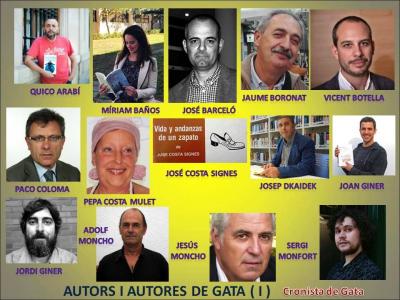 QUICO ARABÍ
MÍRIAM BAÑOS
JOSÉ BARCELÓ
JAUME BORONAT
VICENT BOTELLA
Vida y andanzas
de un
zapato
JOSE COSTA SIGNES
PACO COLOMA
PEPA COSTA MULET
JOSÉ COSTA SIGNES
JOSEP DKAIDEK
JOAN GINER
JORDI GINER
ADOLF
MONCHO
JESÚS
MONCHO
SERGI
MONFORT
AUTORS I AUTORES DE GATA ( I )
Cronista de Gata